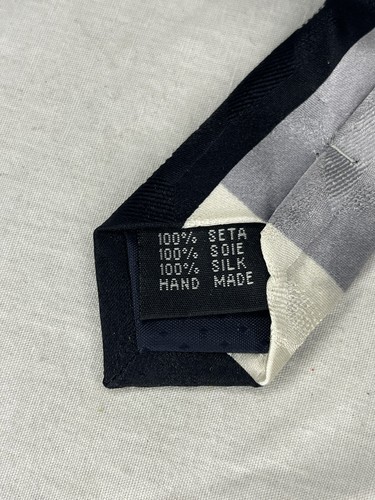 100% SETA
100% SOIE
100% SILK
HAND MADE